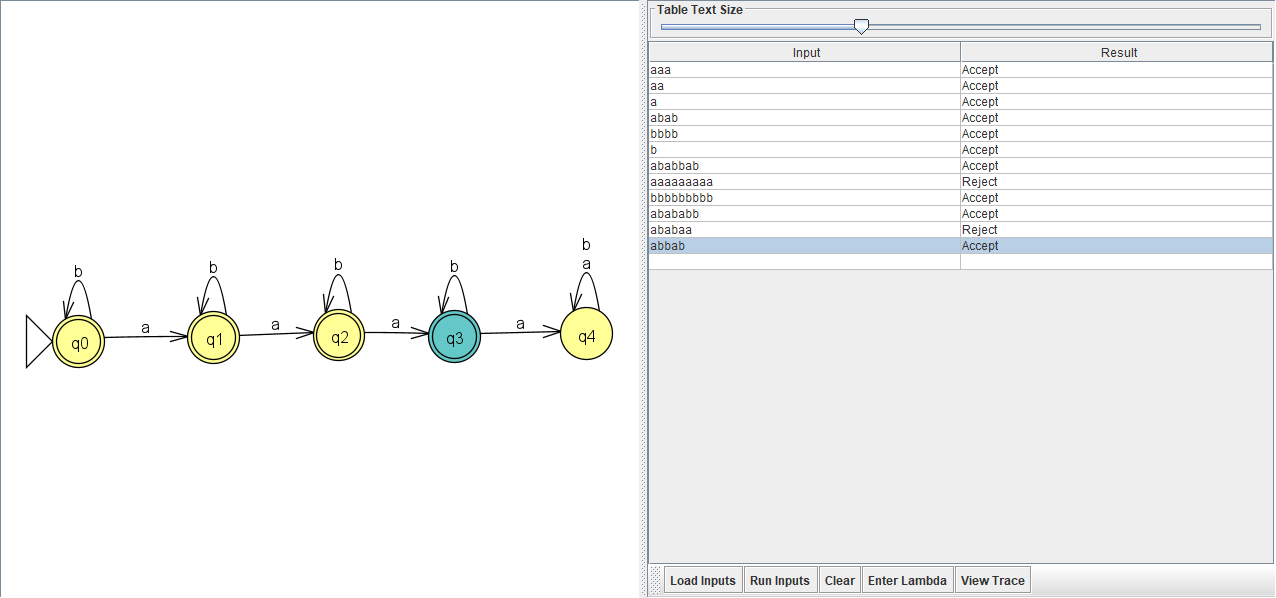 Table Text Size
Input Result
aaa Accept
aa Accept
a Accept
abab Accept
bbbb Accept
b Accept
ababbab Accept
aaaaaaaaa Reject
bbbbbbbbb Accept
abababb Accept
ababaa Reject
abbab Accept
b
b b b b a
a a a a
q0 q1 q2 q3 q4
Load Inputs Run Inputs Clear Enter Lambda View Trace